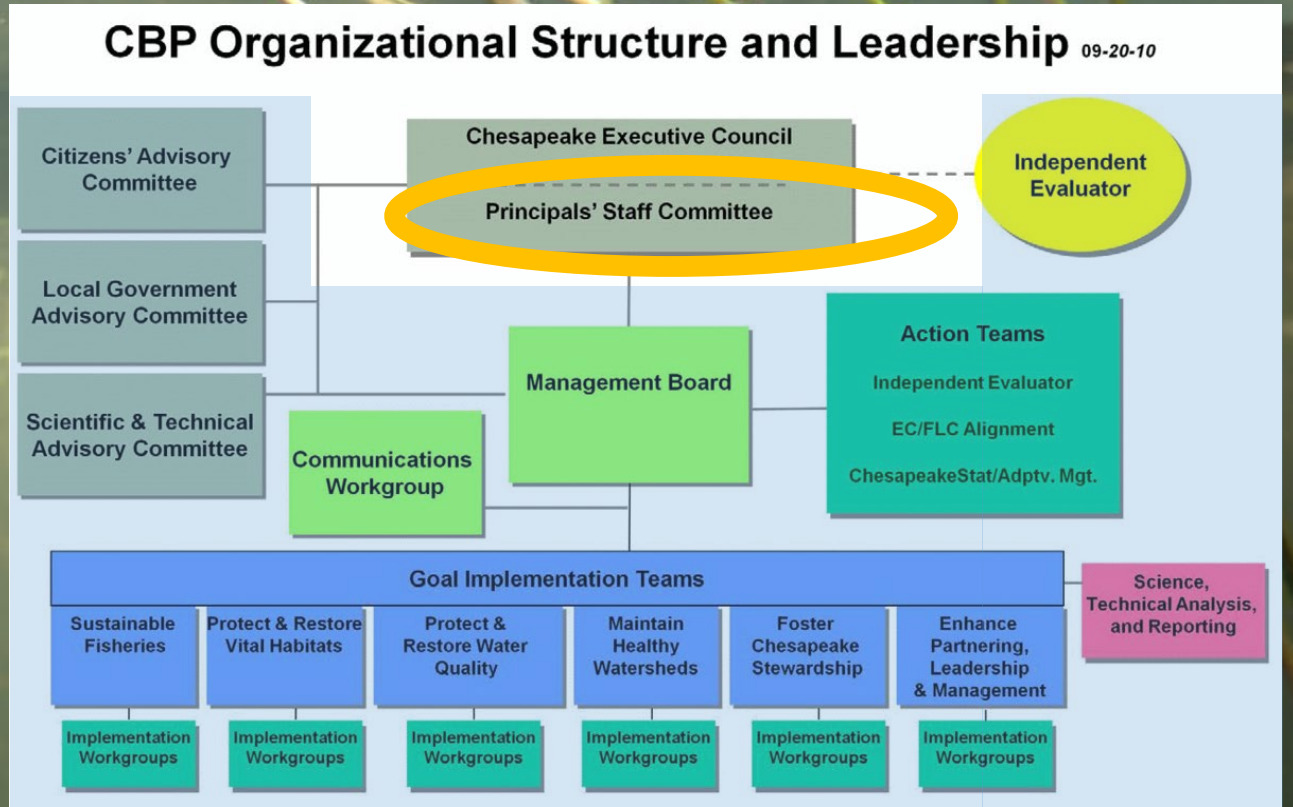 CBP Organizational Structure and Leadership 09-20-10
Citizens' Advisory
Committee
Chesapeake Executive Council
Principals' Staff Committee
Independent
Evaluator
Local Government
Advisory Committee
Scientific & Technical
Advisory Committee
Management Board
Action Teams
Independent Evaluator
EC/FLC Alignment
ChesapeakeStat/Adptv. Mgt.
Communications
Workgroup
Goal Implementation Teams
Science,
Technical Analysis,
and Reporting
Sustainable
Fisheries
Protect & Restore
Vital Habitats
Protect &
Restore Water
Quality
Maintain
Healthy
Watersheds
Foster
Chesapeake
Stewardship
Enhance
Partnering,
Leadership
& Management
Implementation
Workgroups
Implementation
Workgroups
Implementation
Workgroups
Implementation
Workgroups
Implementation
Workgroups
Implementation
Workgroups